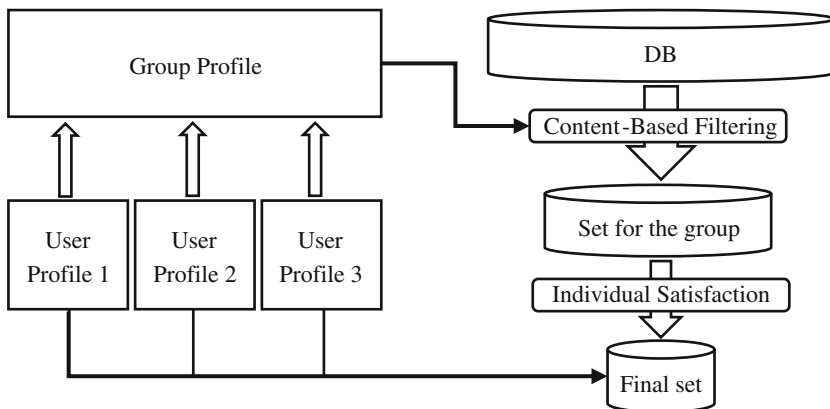 Group Profile
DB
Content-Based Filtering
User
Profile 1
User
Profile 2
User
Profile 3
Set for the group
Individual Satisfaction
Final set